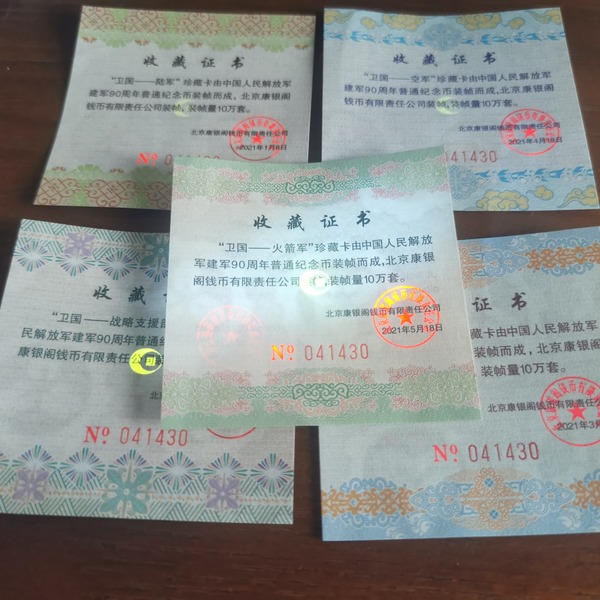 收藏证书
“卫国——陆军”珍藏卡由中国人民解放军
建军90周年普通纪念币装帧而成,北京康银阁
钱币有限责任公司装帧,装帧量10万套。
北京康银阁钱币有限责任公司
2021年1月8日
Nº 041430
收藏证书
“卫国——空军”珍藏卡由中国人民解放军
建军90周年普通纪念币装帧而成,北京康银阁
钱币有限责任公司装帧,装帧量10万套。
北京康银阁钱币有限责任公司
2021年4月18日
041430
收藏证书
“卫国——火箭军”珍藏卡由中国人民解放
军建军90周年普通纪念币装帧而成,北京康银
阁钱币有限责任公司 装帧量10万套。
北京康银阁钱币有限责任公司
2021年5月18日
Nº 041430
收藏
“卫国——战略支援
民解放军建军90周年普通纪
康银阁钱币有限责任公司
Nº 041430
证书
珍藏卡由中国人民解放军
装帧而成,北京康银阁
装帧量10万套。
北京康银阁钱币有限责任公
2021年3月
Nº 041430